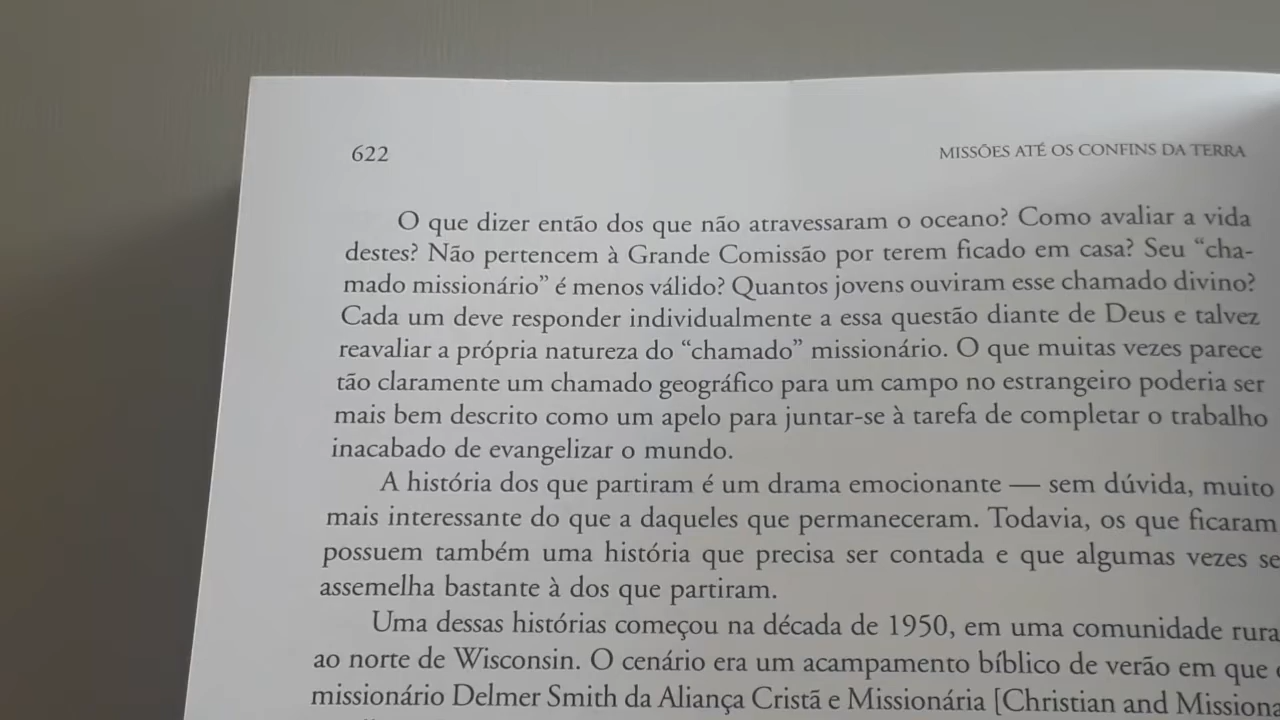 622
MISSÕES ATÉ OS CONFINS DA TERRA
O que dizer então dos que não atravessaram o oceano? Como avaliar a vida
destes? Não pertencem à Grande Comissão por terem ficado em casa? Seu “cha-
mado missionário” é menos válido? Quantos jovens ouviram esse chamado divino?
Cada um deve responder individualmente a essa questão diante de Deus e talvez
reavaliar a própria natureza do “chamado” missionário. O que muitas vezes parece
tão claramente um chamado geográfico para um campo no estrangeiro poderia ser
mais bem descrito como um apelo para juntar-se à tarefa de completar o trabalho
inacabado de evangelizar o mundo.
A história dos que partiram é um drama emocionante — sem dúvida, muito
mais interessante do que a daqueles que permaneceram. Todavia, os que ficaram
possuem também uma história que precisa ser contada e que algumas vezes se
assemelha bastante à dos que partiram.
Uma dessas histórias começou na década de 1950, em uma comunidade
ao norte de Wisconsin. O cenário era um acampamento bíblico de verão em que
missionário Delmer Smith da Aliança Cristã e Missionária [Christian and